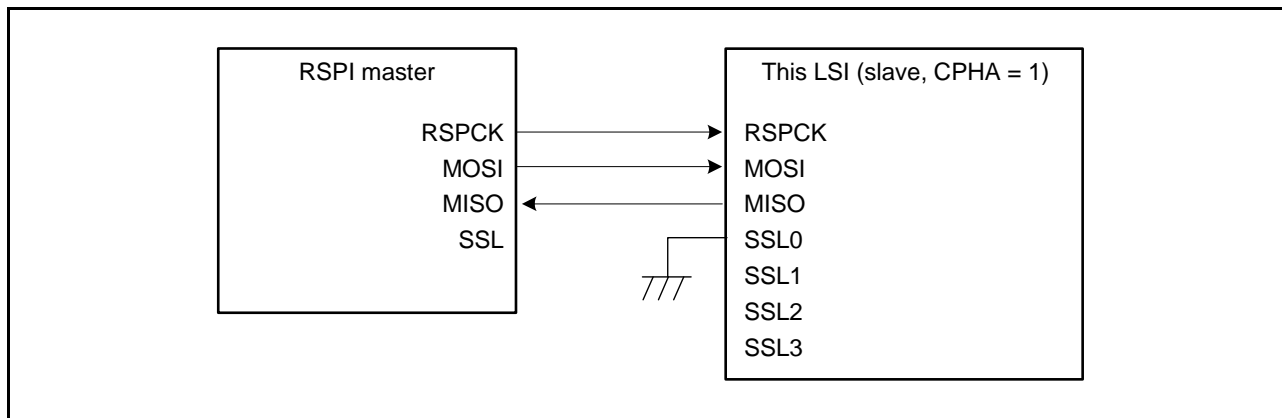 RSPI master
RSPCK
MOSI
MISO
SSL
This LSI (slave, CPHA = 1)
RSPCK
MOSI
MISO
SSL0
SSL1
SSL2
SSL3